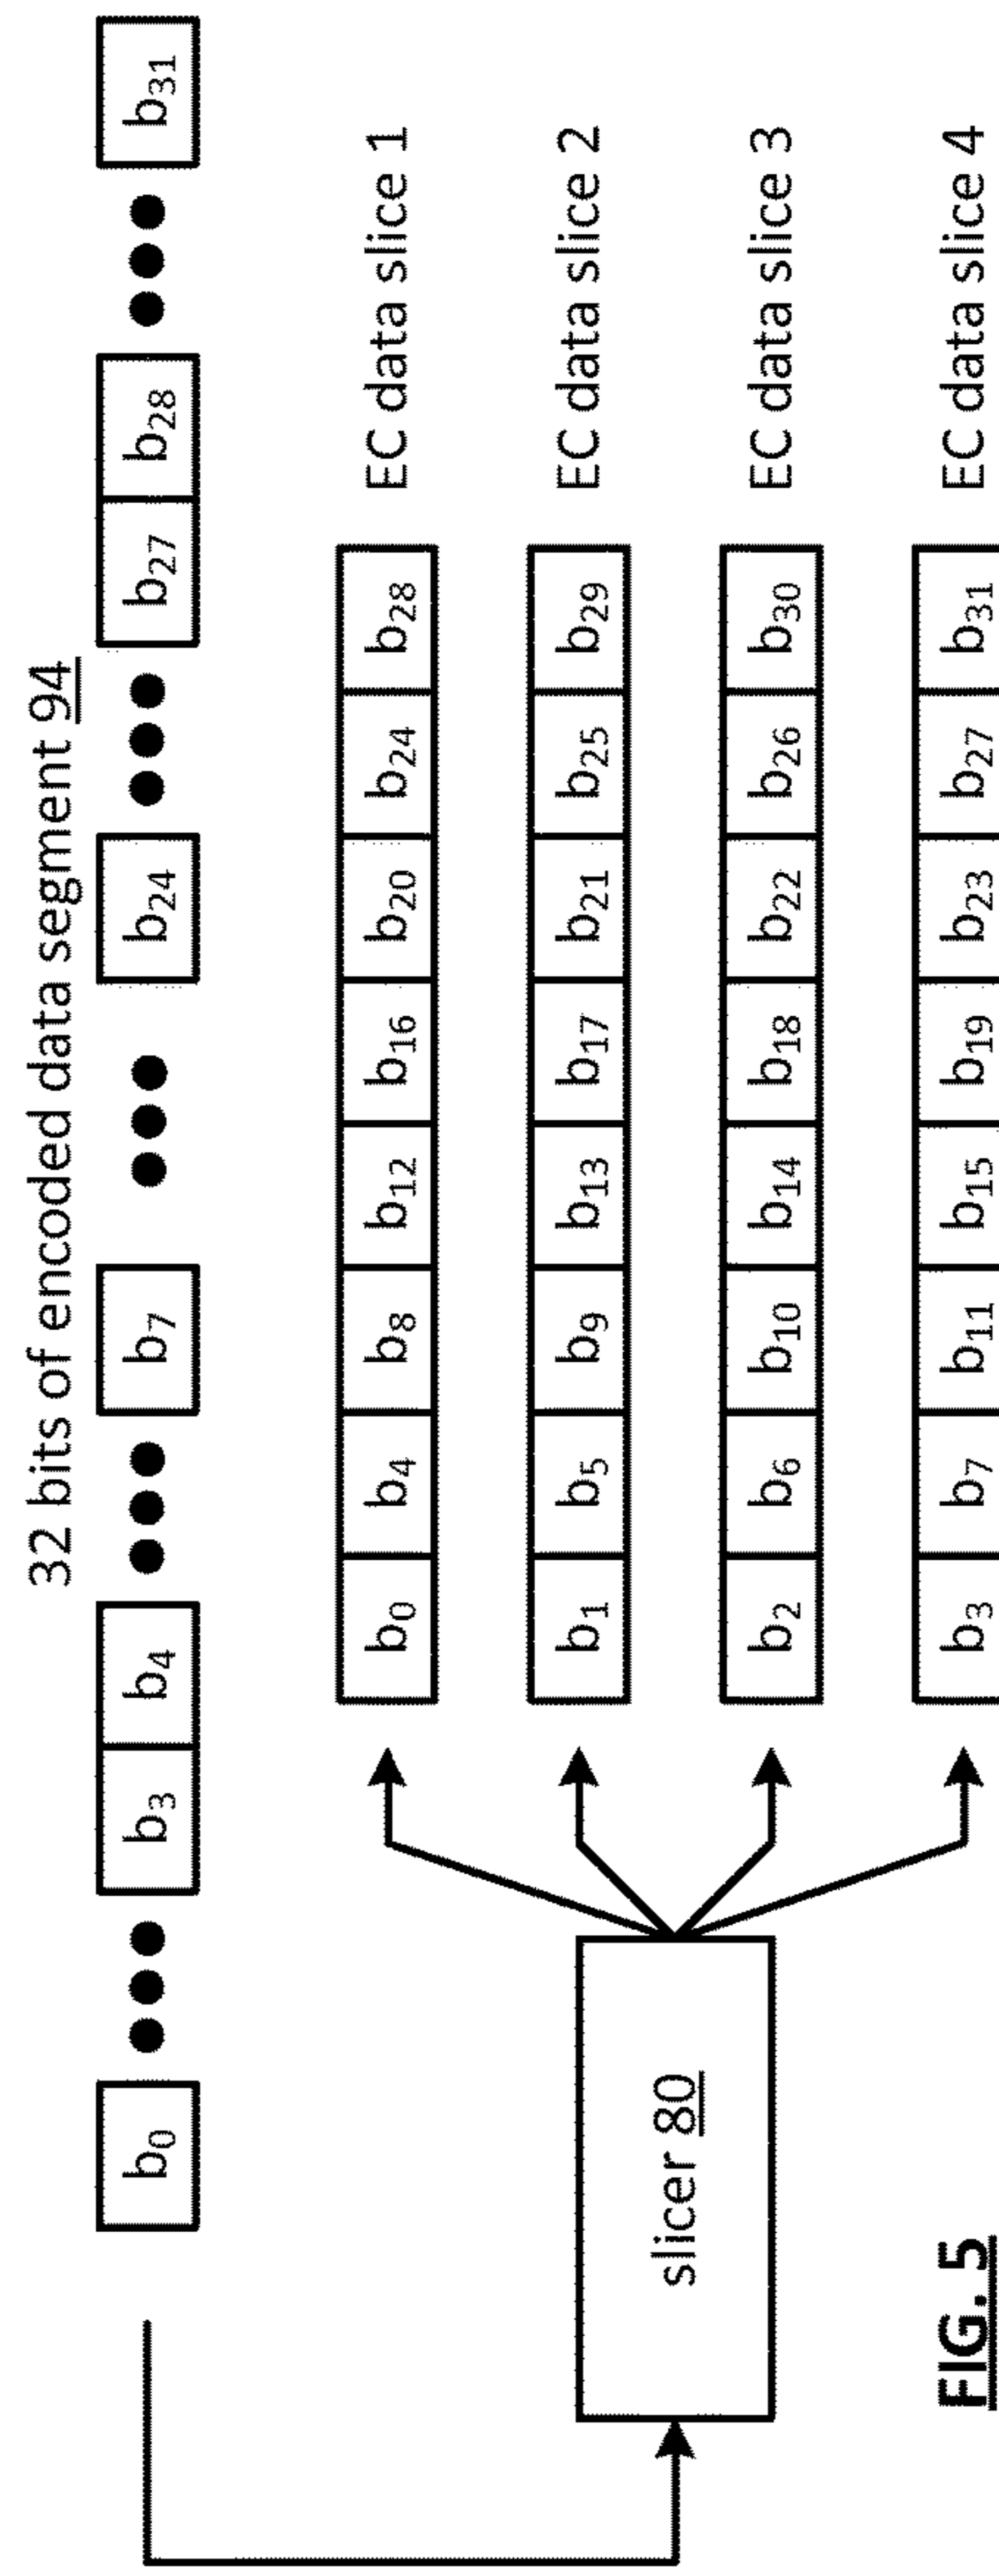 32 bits of encoded data segment 94
b0 ●●● b3 b4 ●●● b7 ●●● b24 ●●● b27 b28 ●●● b31
b0 b4 b8 b12 b16 b20 b24 b28 EC data slice 1
b1 b5 b9 b13 b17 b21 b25 b29 EC data slice 2
slicer 80
b2 b6 b10 b14 b18 b22 b26 b30 EC data slice 3
b3 b7 b11 b15 b19 b23 b27 b31 EC data slice 4
FIG. 5